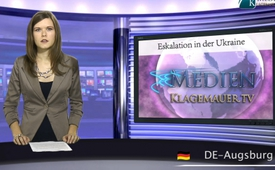 Eskalation in der Ukraine
MEDIEN
KLAGEMAUER.TV
DE-Augsburg